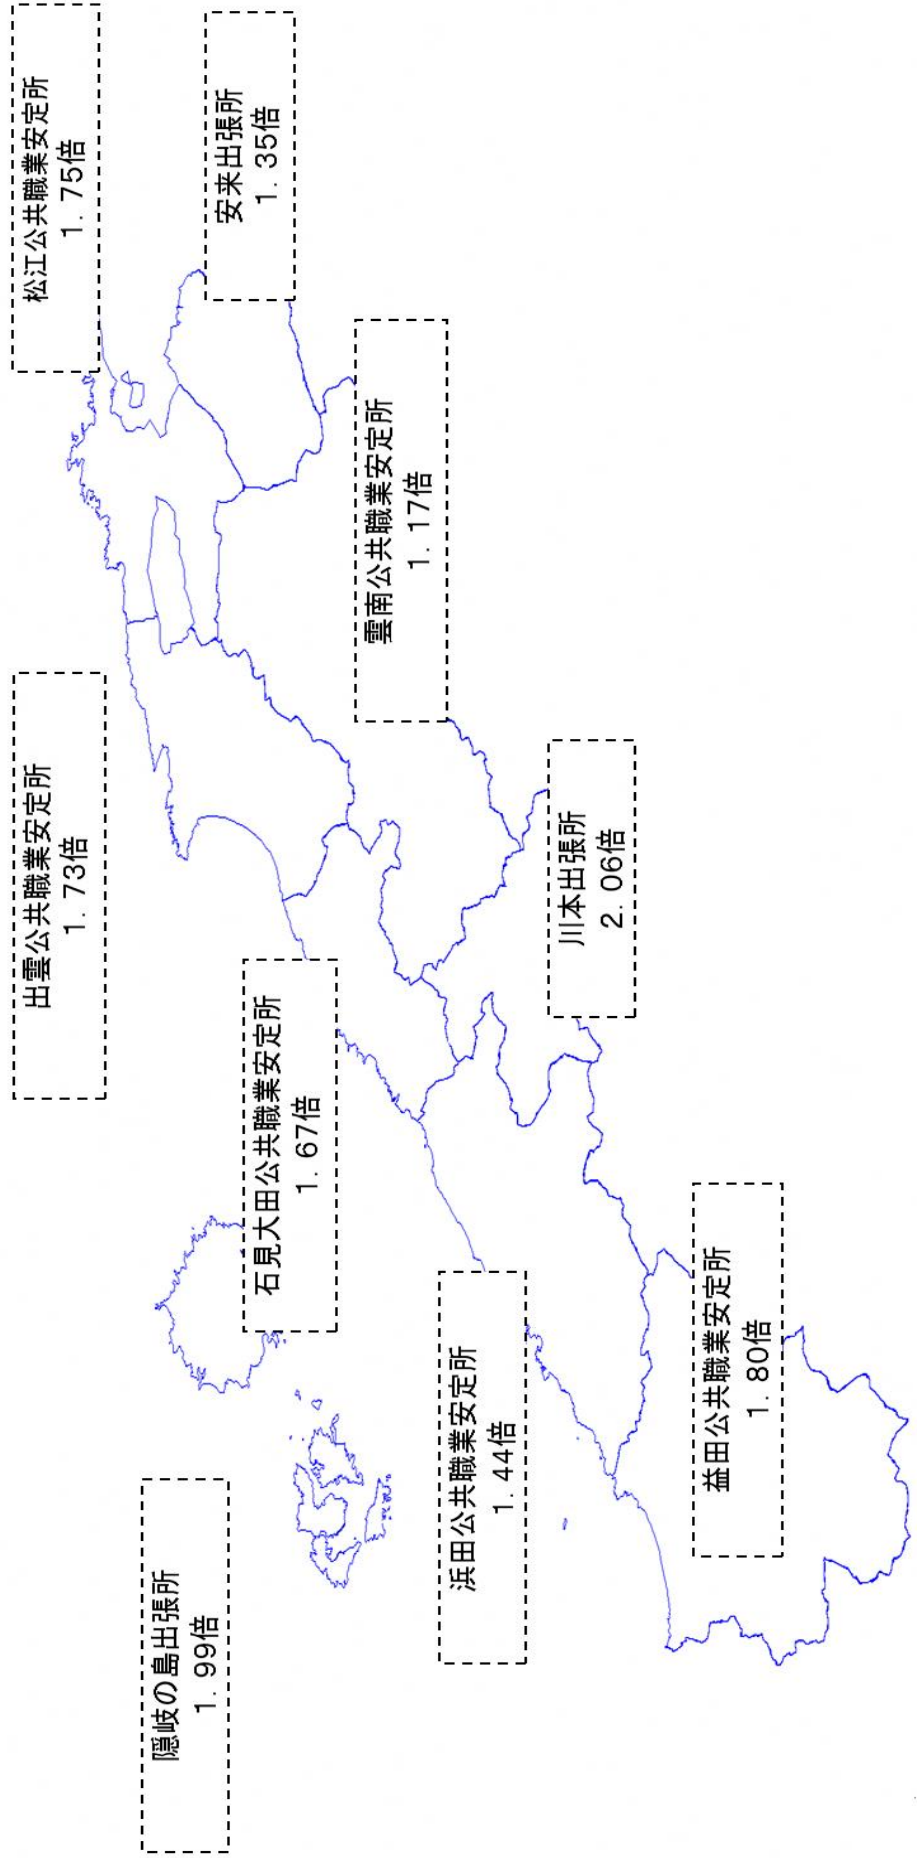 松江公共職業安定所
1.75倍
出雲公共職業安定所
1.73倍
隠岐の島出張所
1.99倍
安来出張所
1.35倍
石見大田公共職業安定所
1.67倍
雲南公共職業安定所
1.17倍
浜田公共職業安定所
1.44倍
川本出張所
2.06倍
益田公共職業安定所
1.80倍